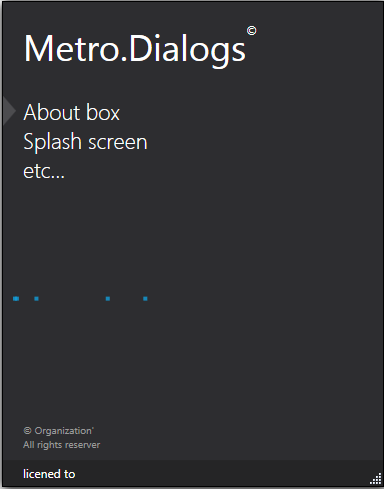 Metro.Dialogs©
About box
Splash screen
etc...
© Organization'
All rights reserver
licened to